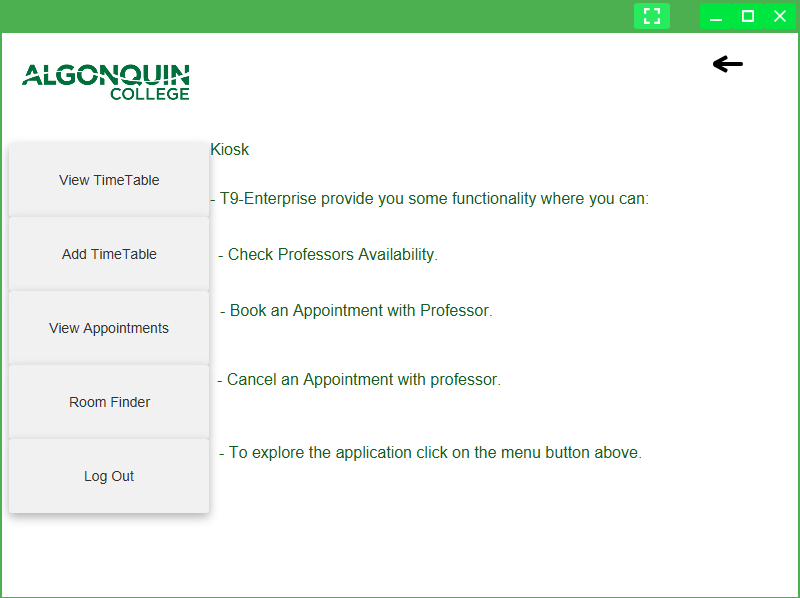 ALGONQUIN
COLLEGE
View TimeTable
Add TimeTable
View Appointments
Room Finder
Log Out
Kiosk
- T9-Enterprise provide you some functionality where you can:
- Check Professors Availability.
- Book an Appointment with Professor.
- Cancel an Appointment with professor.
- To explore the application click on the menu button above.